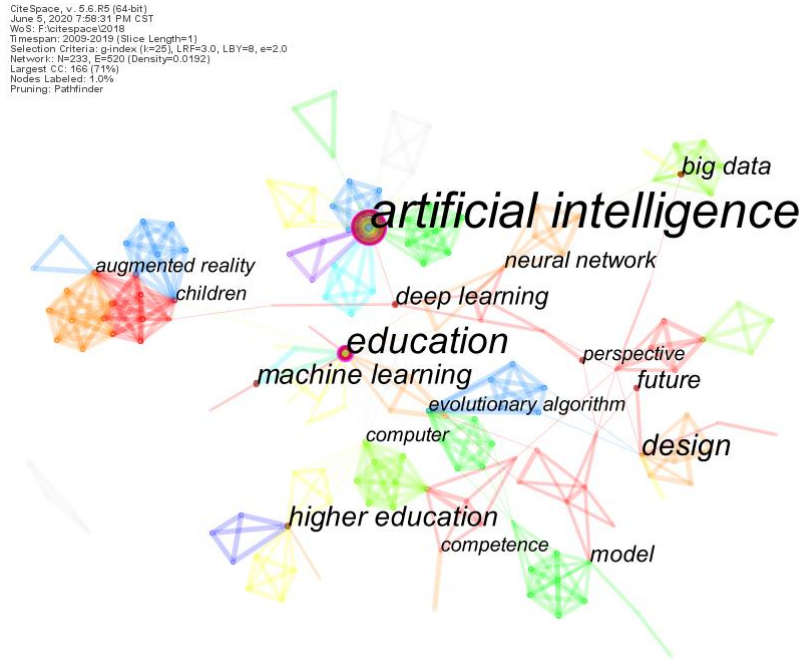 CiteSpace, v. 5.6.R5 (64-bit)
June 5, 2020 7:58:31 PM CST
WoS: F:\citespace\2018
Timespan: 2009-2019 (Slice Length=1)
Selection Criteria: g-index (k=25), LRF=3.0, LBY=8, e=2.0
Network: N=233, E=520 (Density=0.0192)
Largest CC: 166 (71%)
Nodes Labeled: 1.0%
Pruning: Pathfinder
big data
artificial intelligence
neural network
augmented reality
children
deep learning
education
perspective
machine learning
future
evolutionary algorithm
computer
design
higher education
competence
model